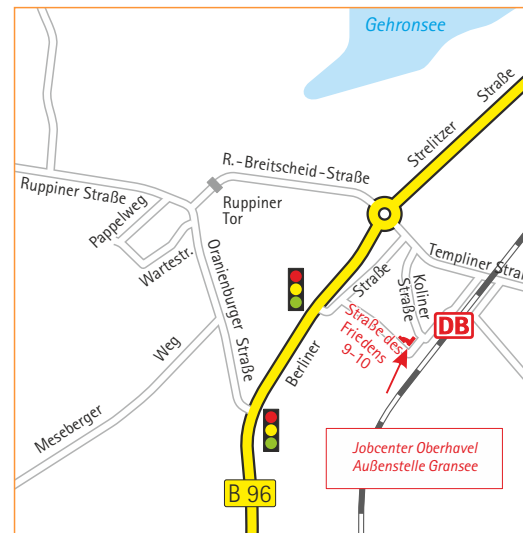 Gehronsee
Strelitzer Straße
R.-Breitscheid-Straße
Ruppiner Straße
Ruppiner
Tor
Pappelweg
Wartestr.
Oranienburger Straße
Templiner Straß
Straße
Koliner
Straße
Straße des
Friedens
9-10
DB
Berliner
Meseberger Weg
Jobcenter Oberhavel
Außenstelle Gransee
B 96